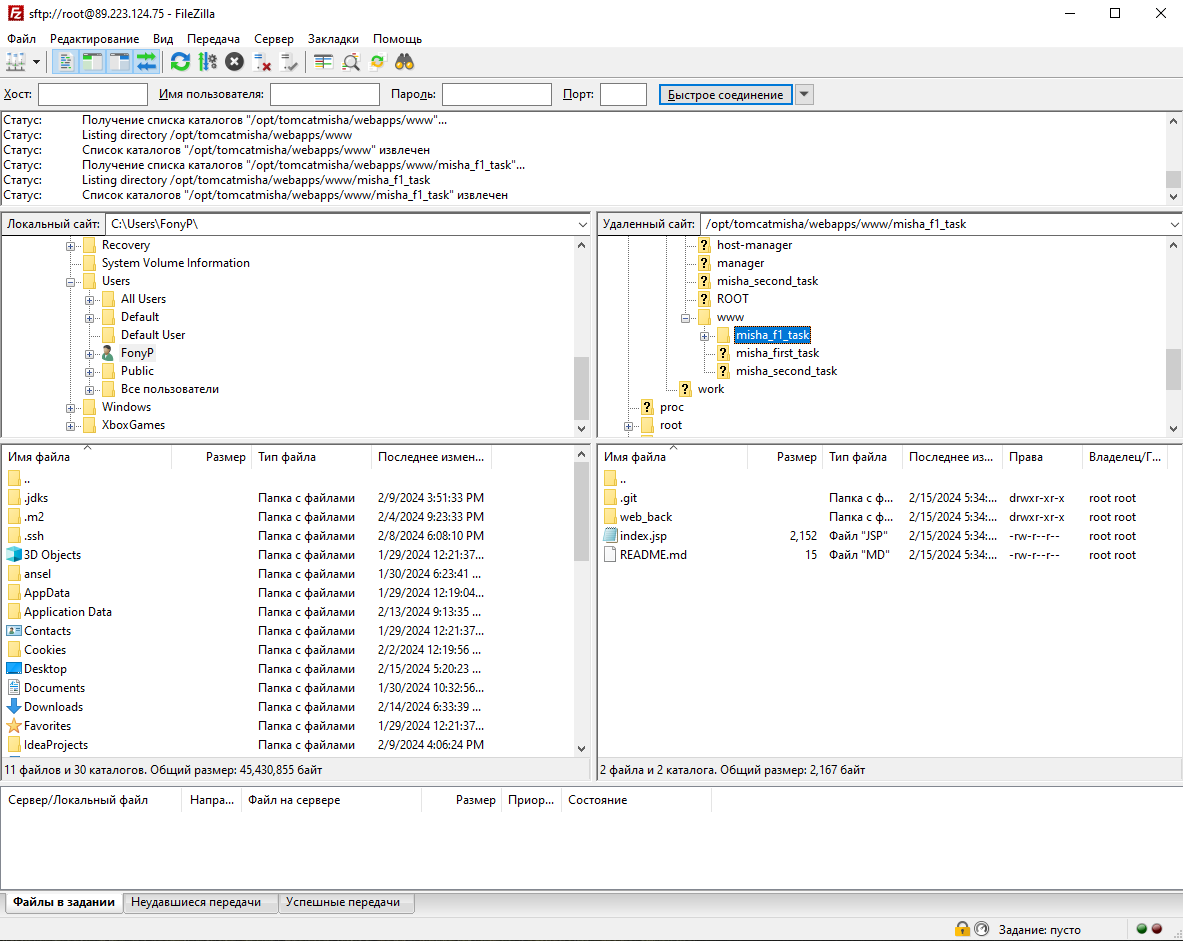 sftp://root@89.223.124.75 - FileZilla
Файл Редактирование Вид Передача Сервер Закладки Помощь
Хост: Имя пользователя: Пароль: Порт: Быстрое соединение
Статус: Получение списка каталогов "/opt/tomcatmisha/webapps/www"...
Статус: Listing directory /opt/tomcatmisha/webapps/www
Статус: Список каталогов "/opt/tomcatmisha/webapps/www" извлечен
Статус: Получение списка каталогов "/opt/tomcatmisha/webapps/www/misha_f1_task"...
Статус: Listing directory /opt/tomcatmisha/webapps/www/misha_f1_task
Статус: Список каталогов "/opt/tomcatmisha/webapps/www/misha_f1_task" извлечен
Локальный сайт: C:\Users\FonyP\
Recovery
System Volume Information
Users
All Users
Default
Default User
FonyP
Public
Все пользователи
Windows
XboxGames
Удаленный сайт: /opt/tomcatmisha/webapps/www/misha_f1_task
host-manager
manager
misha_second_task
ROOT
www
misha_f1_task
misha_first_task
misha_second_task
work
proc
root
Имя файла Размер Тип файла Последнее измен...
..
.jdks Папка с файлами 2/9/2024 3:51:33 PM
.m2 Папка с файлами 2/4/2024 9:23:33 PM
.ssh Папка с файлами 2/8/2024 6:08:10 PM
3D Objects Папка с файлами 1/29/2024 12:21:37...
ansel Папка с файлами 1/30/2024 6:23:41 ...
AppData Папка с файлами 1/29/2024 12:19:04...
Application Data Папка с файлами 2/13/2024 9:13:35 ...
Contacts Папка с файлами 1/29/2024 12:21:37...
Cookies Папка с файлами 2/2/2024 12:19:56 ...
Desktop Папка с файлами 2/15/2024 5:20:23 ...
Documents Папка с файлами 1/30/2024 10:32:56...
Downloads Папка с файлами 2/14/2024 6:33:39 ...
Favorites Папка с файлами 1/29/2024 12:21:37...
IdeaProjects Папка с файлами 2/9/2024 4:06:24 PM
11 файлов и 30 каталогов. Общий размер: 45,430,855 байт
Имя файла Размер Тип файла Последнее из... Права Владелец/Г...
..
.git Папка с ф... 2/15/2024 5:34:... drwxr-xr-x root root
web_back Папка с ф... 2/15/2024 5:34:... drwxr-xr-x root root
index.jsp 2,152 Файл "JSP" 2/15/2024 5:34:... -rw-r--r-- root root
README.md 15 Файл "MD" 2/15/2024 5:34:... -rw-r--r-- root root
2 файла и 2 каталога. Общий размер: 2,167 байт
Сервер/Локальный файл Напра... Файл на сервере Размер Приор... Состояние
Файлы в задании Неудавшиеся передачи Успешные передачи
Задание: пусто